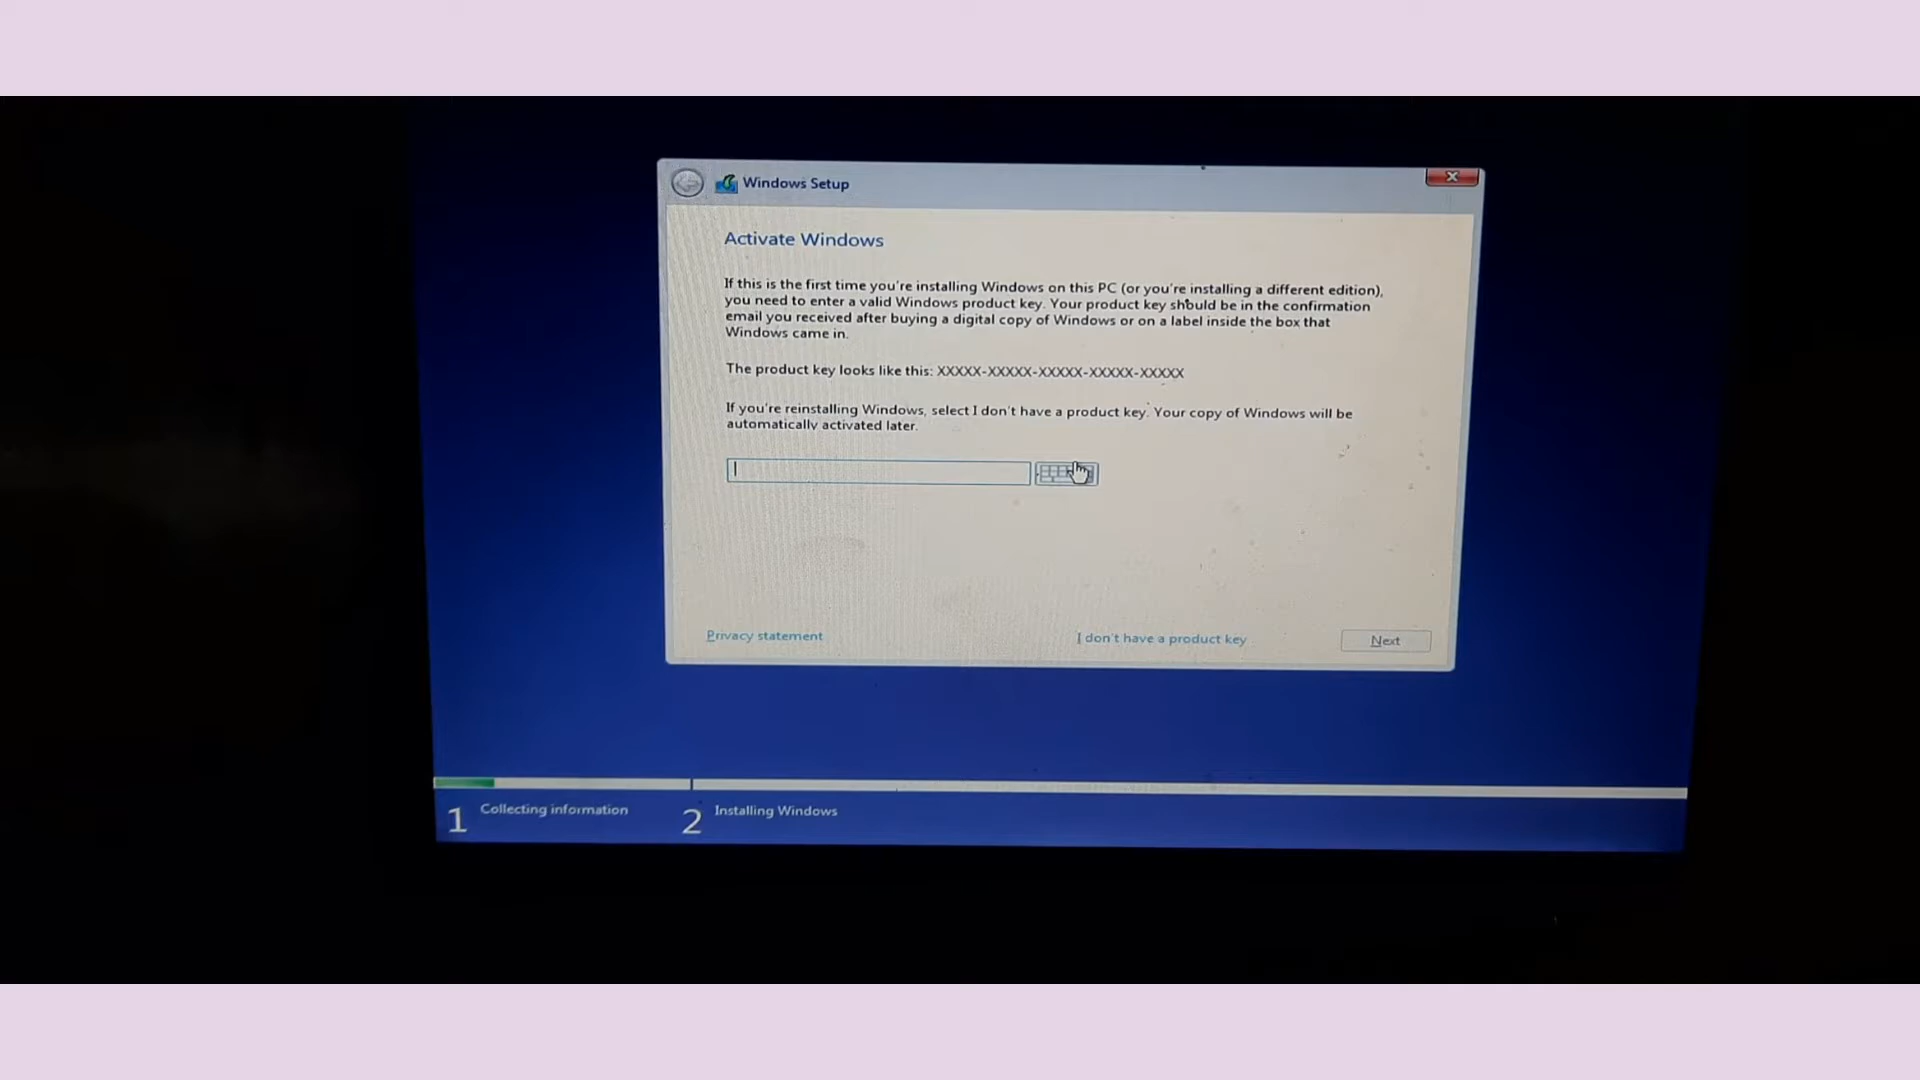 Windows Setup
Activate Windows
If this is the first time you're installing Windows on this PC (or you're installing a different edition),
you need to enter a valid Windows product key. Your product key should be in the confirmation
email you received after buying a digital copy of Windows or on a label inside the box that
Windows came in.
The product key looks like this: XXXXX-XXXXX-XXXXX-XXXXX-XXXXX
If you're reinstalling Windows, select I don't have a product key. Your copy of Windows will be
automatically activated later.
Privacy statement
I don't have a product key
Next
1 Collecting information
2 Installing Windows